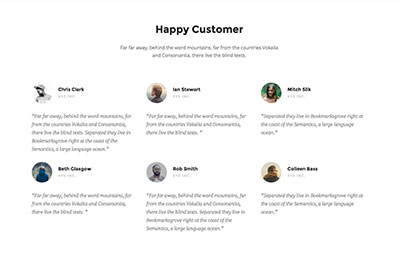 Happy Customer
Far far away, behind the word mountains, far from the countries Vokalia
and Consonantia, there live the blind texts.
Chris Clark
XYZ INC.
"Far far away, behind the word mountains, far
from the countries Vokalia and Consonantia,
there live the blind texts. Separated they live in
Bookmarksgrove right at the coast of the
Semantics, a large language ocean."
Ian Stewart
XYZ INC.
"Far far away, behind the word mountains, far
from the countries Vokalia and Consonantia,
there live the blind texts. "
Mitch Silk
XYZ INC.
"Separated they live in Bookmarksgrove right at
the coast of the Semantics, a large language
ocean."
Beth Glasgow
XYZ INC.
"Far far away, behind the word mountains, far
from the countries Vokalia and Consonantia,
there live the blind texts. "
Rob Smith
XYZ INC.
"Far far away, behind the word mountains, far
from the countries Vokalia and Consonantia,
there live the blind texts. Separated they live in
Bookmarksgrove right at the coast of the
Semantics, a large language ocean."
Colleen Bass
XYZ INC.
"Separated they live in Bookmarksgrove right at
the coast of the Semantics, a large language
ocean."